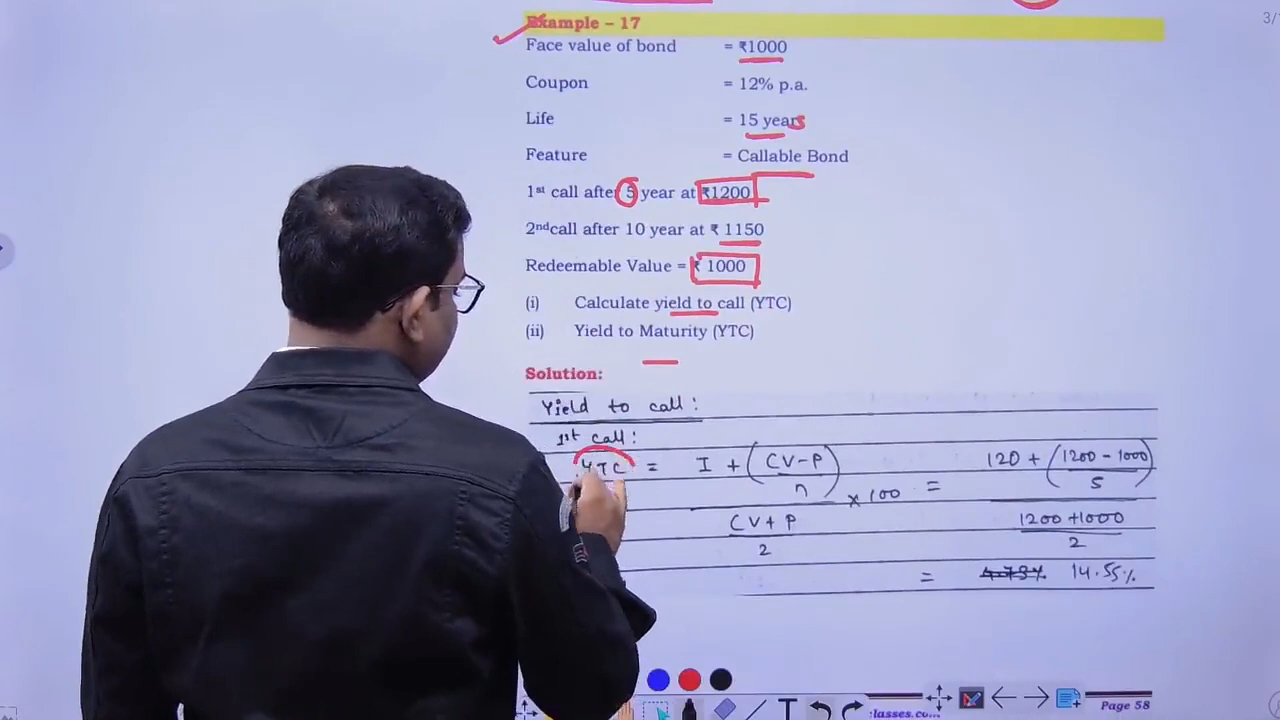 3/
Example – 17
Face value of bond = ₹1000
Coupon = 12% p.a.
Life = 15 years
Feature = Callable Bond
1st call after 5 year at ₹1200
2ndcall after 10 year at ₹ 1150
Redeemable Value = ₹ 1000
(i) Calculate yield to call (YTC)
(ii) Yield to Maturity (YTC)
Solution:
Yield to call:
1st call:
YTC = I + (CV-P / n) / (CV+P / 2) × 100 = 120 + (1200 - 1000 / 5) / (1200 + 1000 / 2)
= 14.55%
T
classes.co...
Page 58